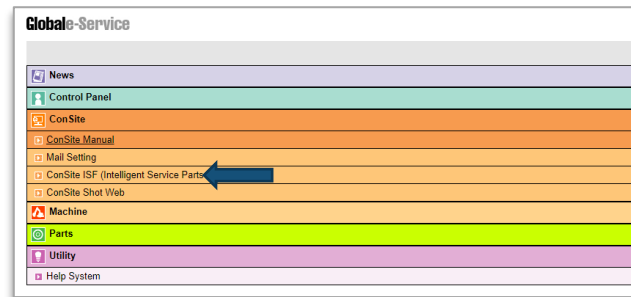 Globale-Service
News
Control Panel
ConSite
ConSite Manual
Mail Setting
ConSite ISF (Intelligent Service Parts
ConSite Shot Web
Machine
Parts
Utility
Help System